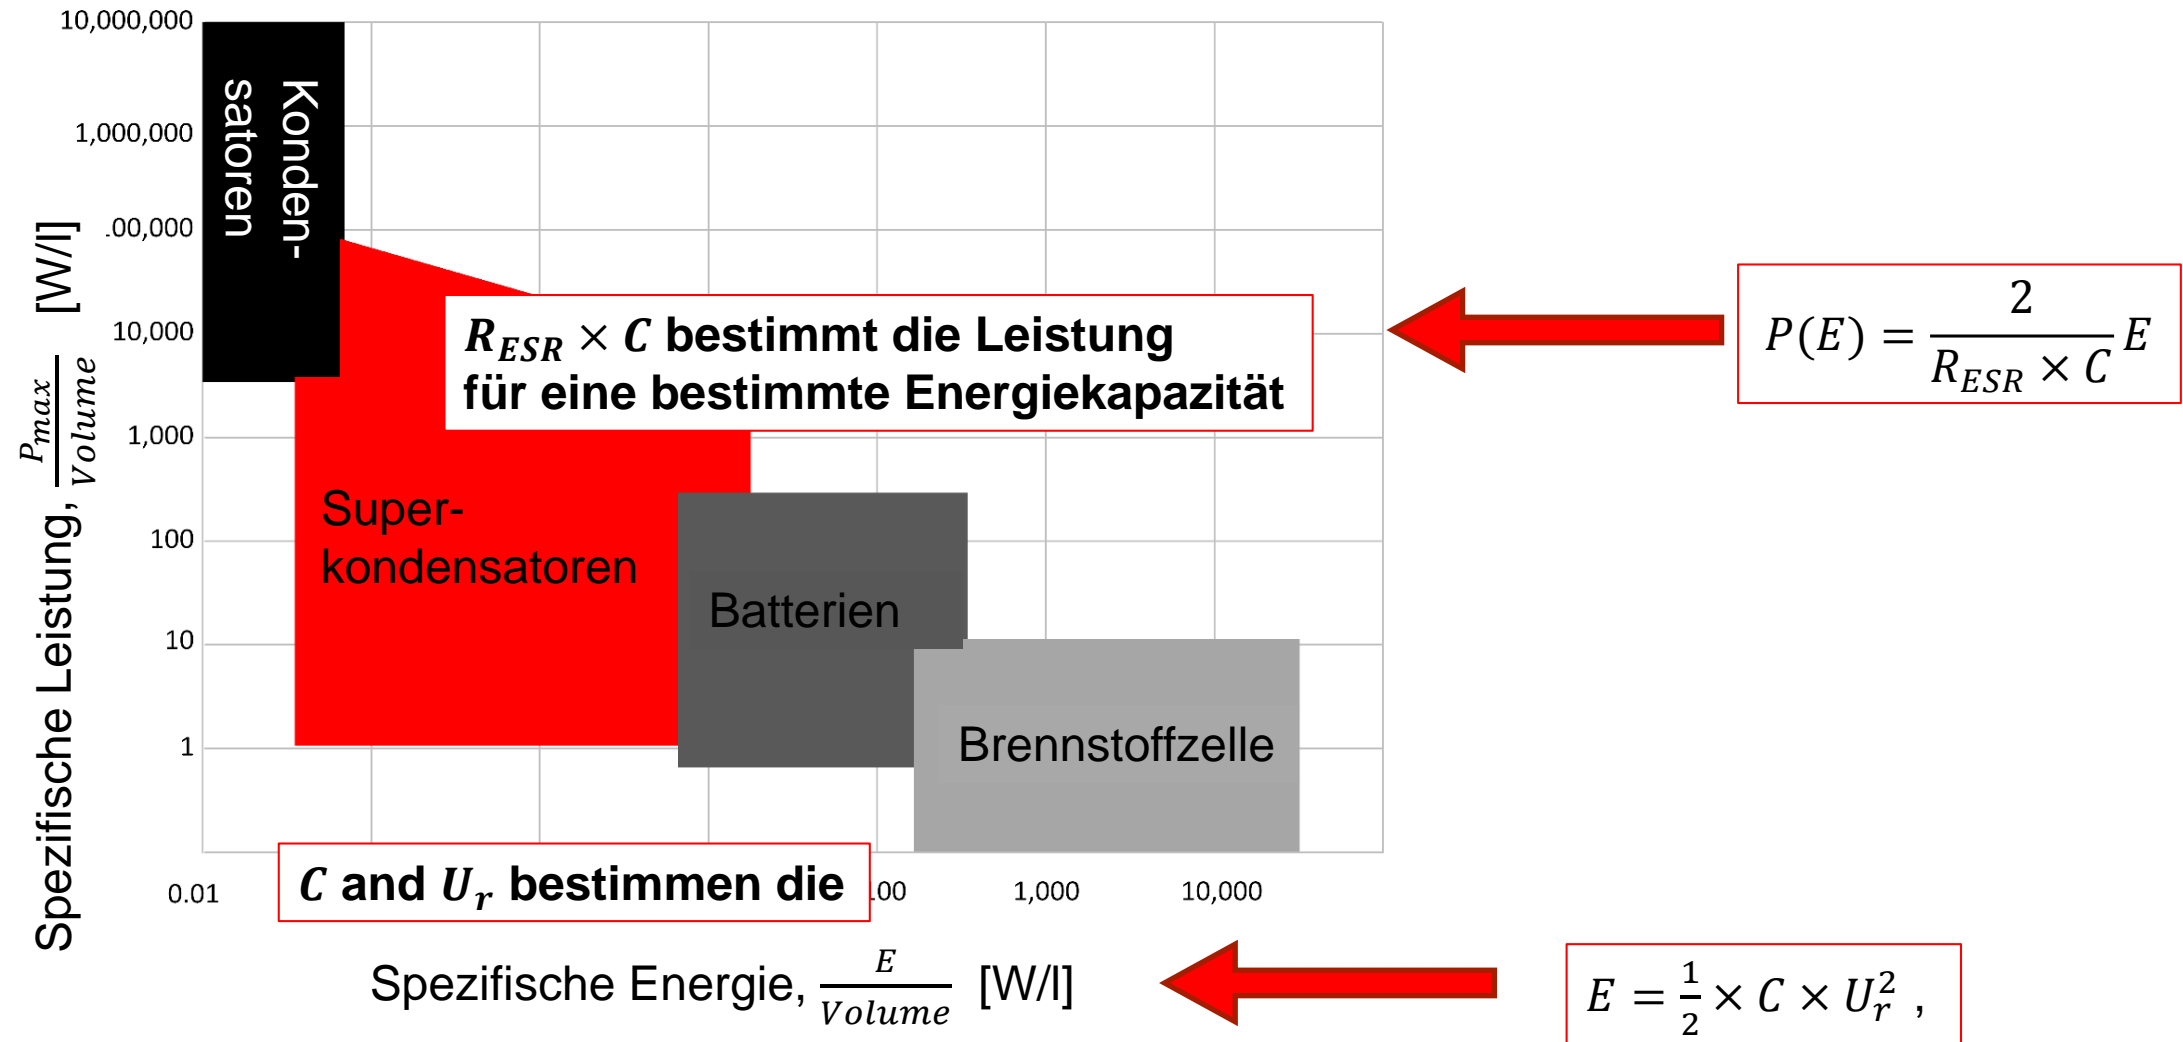 10,000,000
1,000,000
.00,000
10,000
1,000
100
10
1
Spezifische Leistung, P_max / Volume [W/l]
Konden-
satoren
R_ESR × C bestimmt die Leistung
für eine bestimmte Energiekapazität
Super-
kondensatoren
Batterien
Brennstoffzelle
P(E) = 2 / (R_ESR × C) E
C and U_r bestimmen die
0.01
00
1,000
10,000
Spezifische Energie, E / Volume [W/l]
E = 1/2 × C × U_r^2 ,